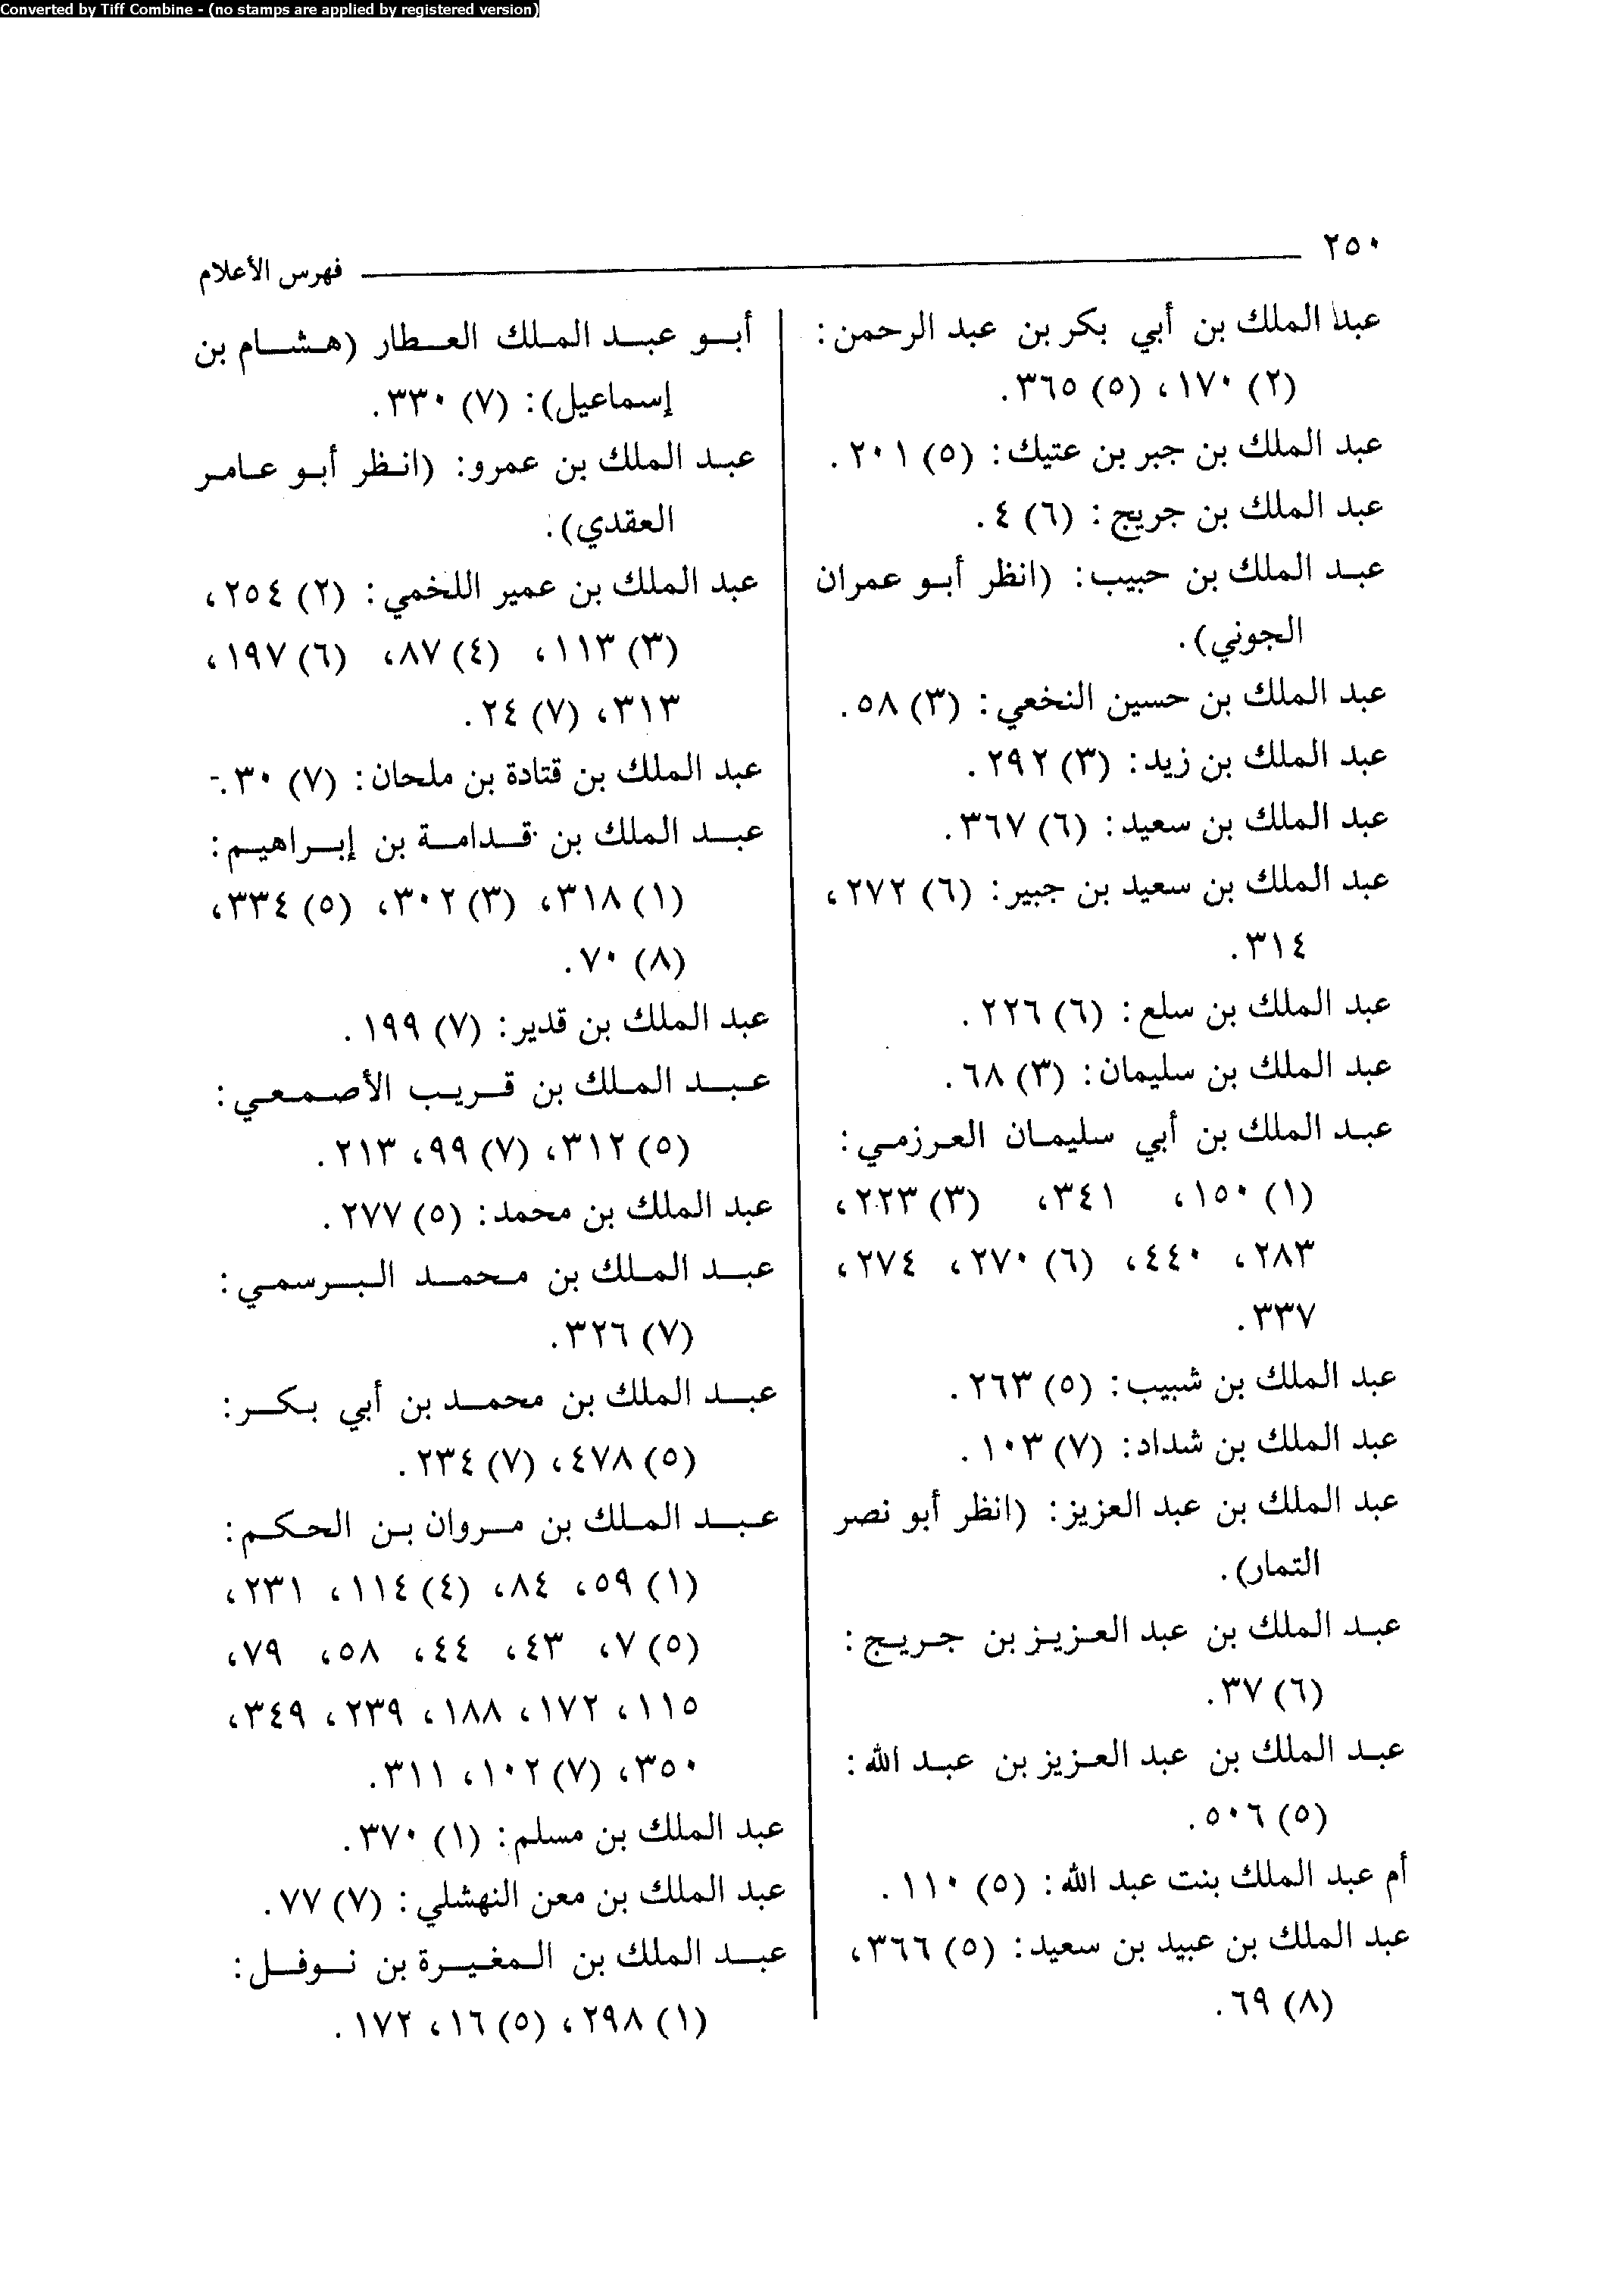 Converted by Tiff Combine - (no stamps are applied by registered version)
٢٥٠
فهرس الأعلام
عبد الملك بن أبي بكر بن عبد الرحمن:
(٢) ١٧٠، (٥) ٣٦٥.
عبد الملك بن جبر بن عتيك: (٥) ٢٠١.
عبد الملك بن جريج: (٦) ٤.
عبد الملك بن حبيب: (انظر أبو عمران
الجوني).
عبد الملك بن حسين النخعي: (٣) ٥٨.
عبد الملك بن زيد: (٣) ٢٩٢.
عبد الملك بن سعيد: (٦) ٣٦٧.
عبد الملك بن سعيد بن جبير: (٦) ٢٧٢،
٣١٤.
عبد الملك بن سلع: (٦) ٢٢٦.
عبد الملك بن سليمان: (٣) ٦٨.
عبد الملك بن أبي سليمان العرزمي:
(١) ١٥٠، ٣٤١، (٣) ٢٢٣،
٢٨٣، ٤٤٠، (٦) ٢٧٠، ٢٧٤،
٣٣٧.
عبد الملك بن شبيب: (٥) ٢٦٣.
عبد الملك بن شداد: (٧) ١٠٣.
عبد الملك بن عبد العزيز: (انظر أبو نصر
التمار).
عبد الملك بن عبد العزيز بن جريج:
(٦) ٣٧.
عبد الملك بن عبد العزيز بن عبد الله:
(٥) ٥٠٦.
أم عبد الملك بنت عبد الله: (٥) ١١٠.
عبد الملك بن عبيد بن سعيد: (٥) ٣٦٦،
(٨) ٦٩.
أبو عبد الملك العطار (هشام بن
إسماعيل): (٧) ٣٣٠.
عبد الملك بن عمرو: (انظر أبو عامر
العقدي).
عبد الملك بن عمير اللخمي: (٢) ٢٥٤،
(٣) ١١٣، (٤) ٨٧، (٦) ١٩٧،
٣١٣، (٧) ٢٤.
عبد الملك بن قتادة بن ملحان: (٧) ٣٠.
عبد الملك بن قدامة بن إبراهيم:
(١) ٣١٨، (٣) ٣٠٢، (٥) ٣٣٤،
(٨) ٧٠.
عبد الملك بن قدير: (٧) ١٩٩.
عبد الملك بن قريب الأصمعي:
(٥) ٣١٢، (٧) ٩٩، ٢١٣.
عبد الملك بن محمد: (٥) ٢٧٧.
عبد الملك بن محمد البرسمي:
(٧) ٣٢٦.
عبد الملك بن محمد بن أبي بكر:
(٥) ٤٧٨، (٧) ٢٣٤.
عبد الملك بن مروان بن الحكم:
(١) ٥٩، ٨٤، (٤) ١١٤، ٢٣١،
(٥) ٧، ٤٣، ٤٤، ٥٨، ٧٩،
١١٥، ١٧٢، ١٨٨، ٢٣٩، ٣٤٩،
٣٥٠، (٧) ١٠٢، ٣١١.
عبد الملك بن مسلم: (١) ٣٧٠.
عبد الملك بن معن النهشلي: (٧) ٧٧.
عبد الملك بن المغيرة بن نوفل:
(١) ٢٩٨، (٥) ١٦، ١٧٢.